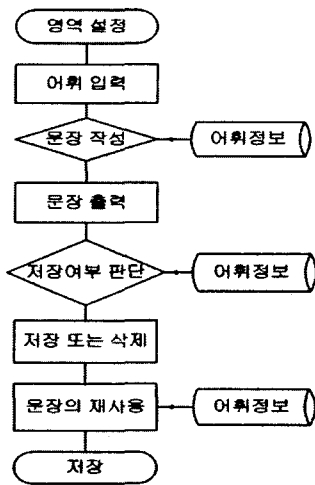 영역 설정
어휘 입력
문장 작성
어휘정보
문장 출력
저장여부 판단
어휘정보
저장 또는 삭제
문장의 재사용
어휘정보
저장